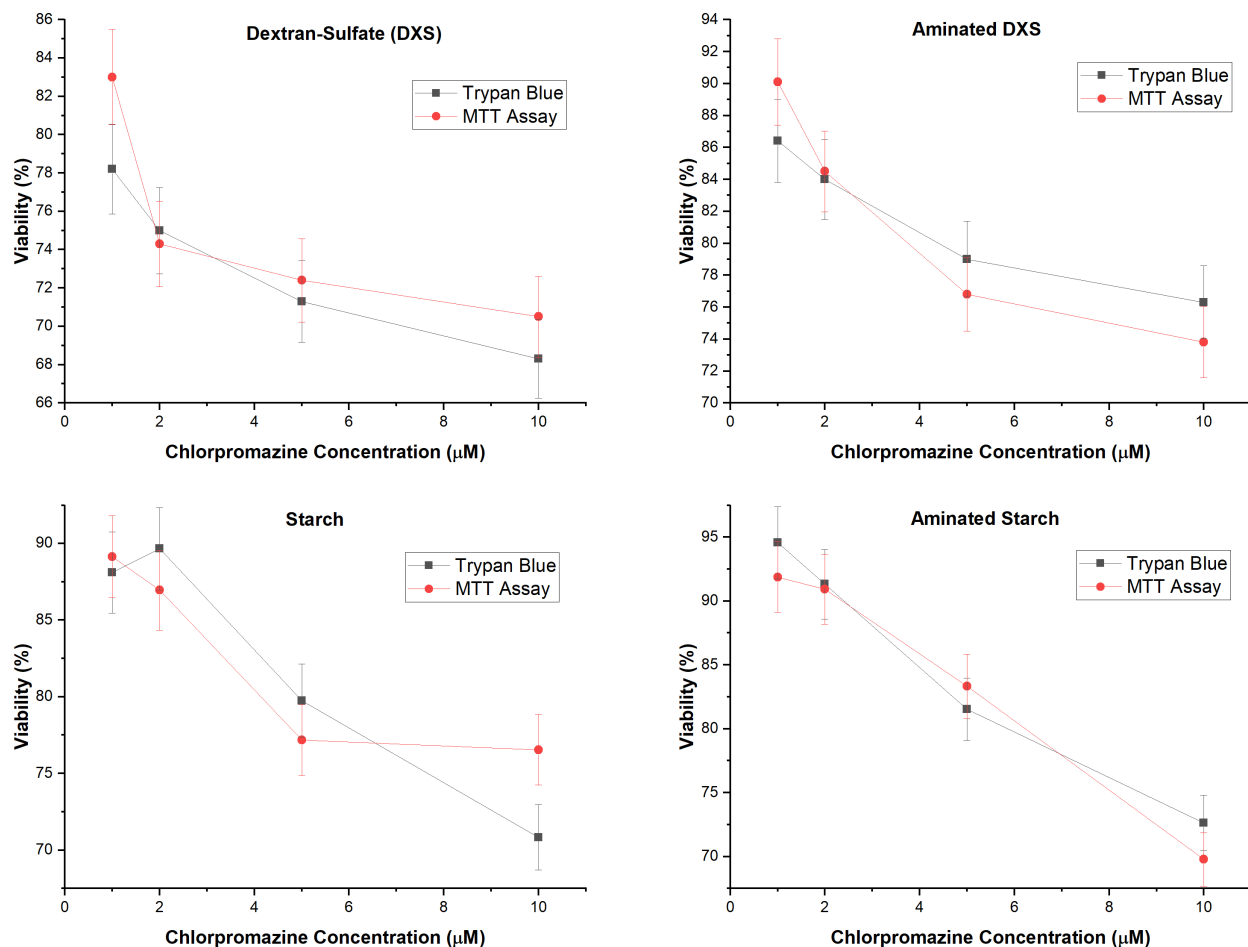 Dextran-Sulfate (DXS)
Trypan Blue
MTT Assay
Viability (%)
86
84
82
80
78
76
74
72
70
68
66
0 2 4 6 8 10
Chlorpromazine Concentration (μM)
Aminated DXS
Trypan Blue
MTT Assay
Viability (%)
94
92
90
88
86
84
82
80
78
76
74
72
70
0 2 4 6 8 10
Chlorpromazine Concentration (μM)
Starch
Trypan Blue
MTT Assay
Viability (%)
90
85
80
75
70
0 2 4 6 8 10
Chlorpromazine Concentration (μM)
Aminated Starch
Trypan Blue
MTT Assay
Viability (%)
95
90
85
80
75
70
0 2 4 6 8 10
Chlorpromazine Concentration (μM)